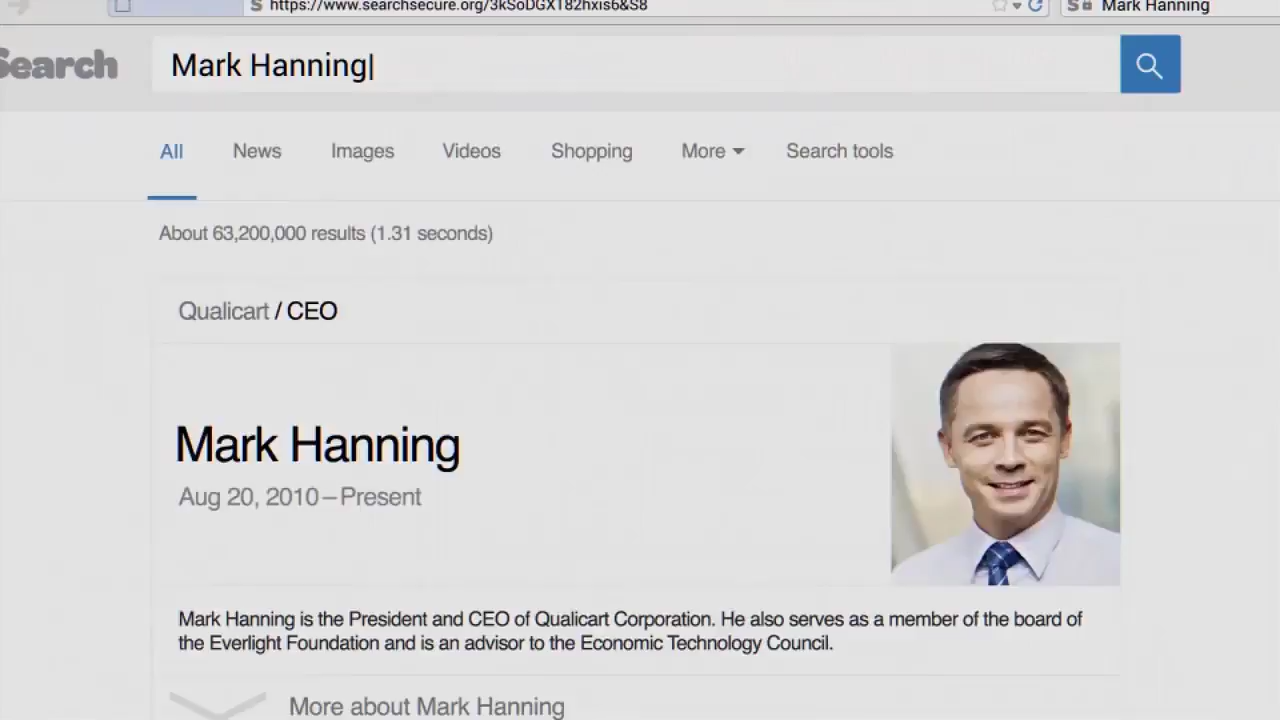 https://www.searchsecure.org/3kSoDGX182hxis6&S8
Mark Hanning
Search
Mark Hanning
All News Images Videos Shopping More Search tools
About 63,200,000 results (1.31 seconds)
Qualicart / CEO
Mark Hanning
Aug 20, 2010 – Present
Mark Hanning is the President and CEO of Qualicart Corporation. He also serves as a member of the board of
the Everlight Foundation and is an advisor to the Economic Technology Council.
More about Mark Hanning